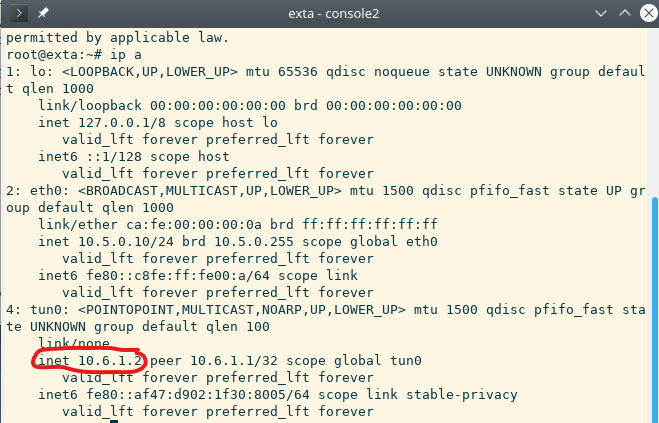 exta - console2
permitted by applicable law.
root@exta:~# ip a
1: lo: <LOOPBACK,UP,LOWER_UP> mtu 65536 qdisc noqueue state UNKNOWN group defaul
t qlen 1000
    link/loopback 00:00:00:00:00:00 brd 00:00:00:00:00:00
    inet 127.0.0.1/8 scope host lo
       valid_lft forever preferred_lft forever
    inet6 ::1/128 scope host
       valid_lft forever preferred_lft forever
2: eth0: <BROADCAST,MULTICAST,UP,LOWER_UP> mtu 1500 qdisc pfifo_fast state UP gr
oup default qlen 1000
    link/ether ca:fe:00:00:00:0a brd ff:ff:ff:ff:ff:ff
    inet 10.5.0.10/24 brd 10.5.0.255 scope global eth0
       valid_lft forever preferred_lft forever
    inet6 fe80::c8fe:ff:fe00:a/64 scope link
       valid_lft forever preferred_lft forever
4: tun0: <POINTOPOINT,MULTICAST,NOARP,UP,LOWER_UP> mtu 1500 qdisc pfifo_fast sta
te UNKNOWN group default qlen 100
    link/none
    inet 10.6.1.2 peer 10.6.1.1/32 scope global tun0
       valid_lft forever preferred_lft forever
    inet6 fe80::af47:d902:1f30:8005/64 scope link stable-privacy
       valid_lft forever preferred_lft forever